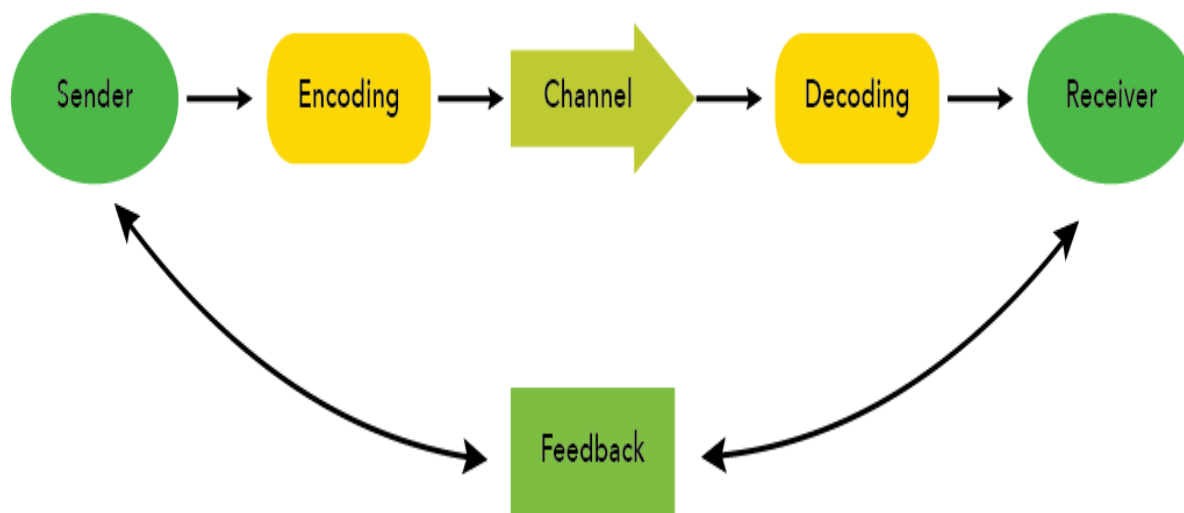 Sender
Encoding
Channel
Decoding
Receiver
Feedback